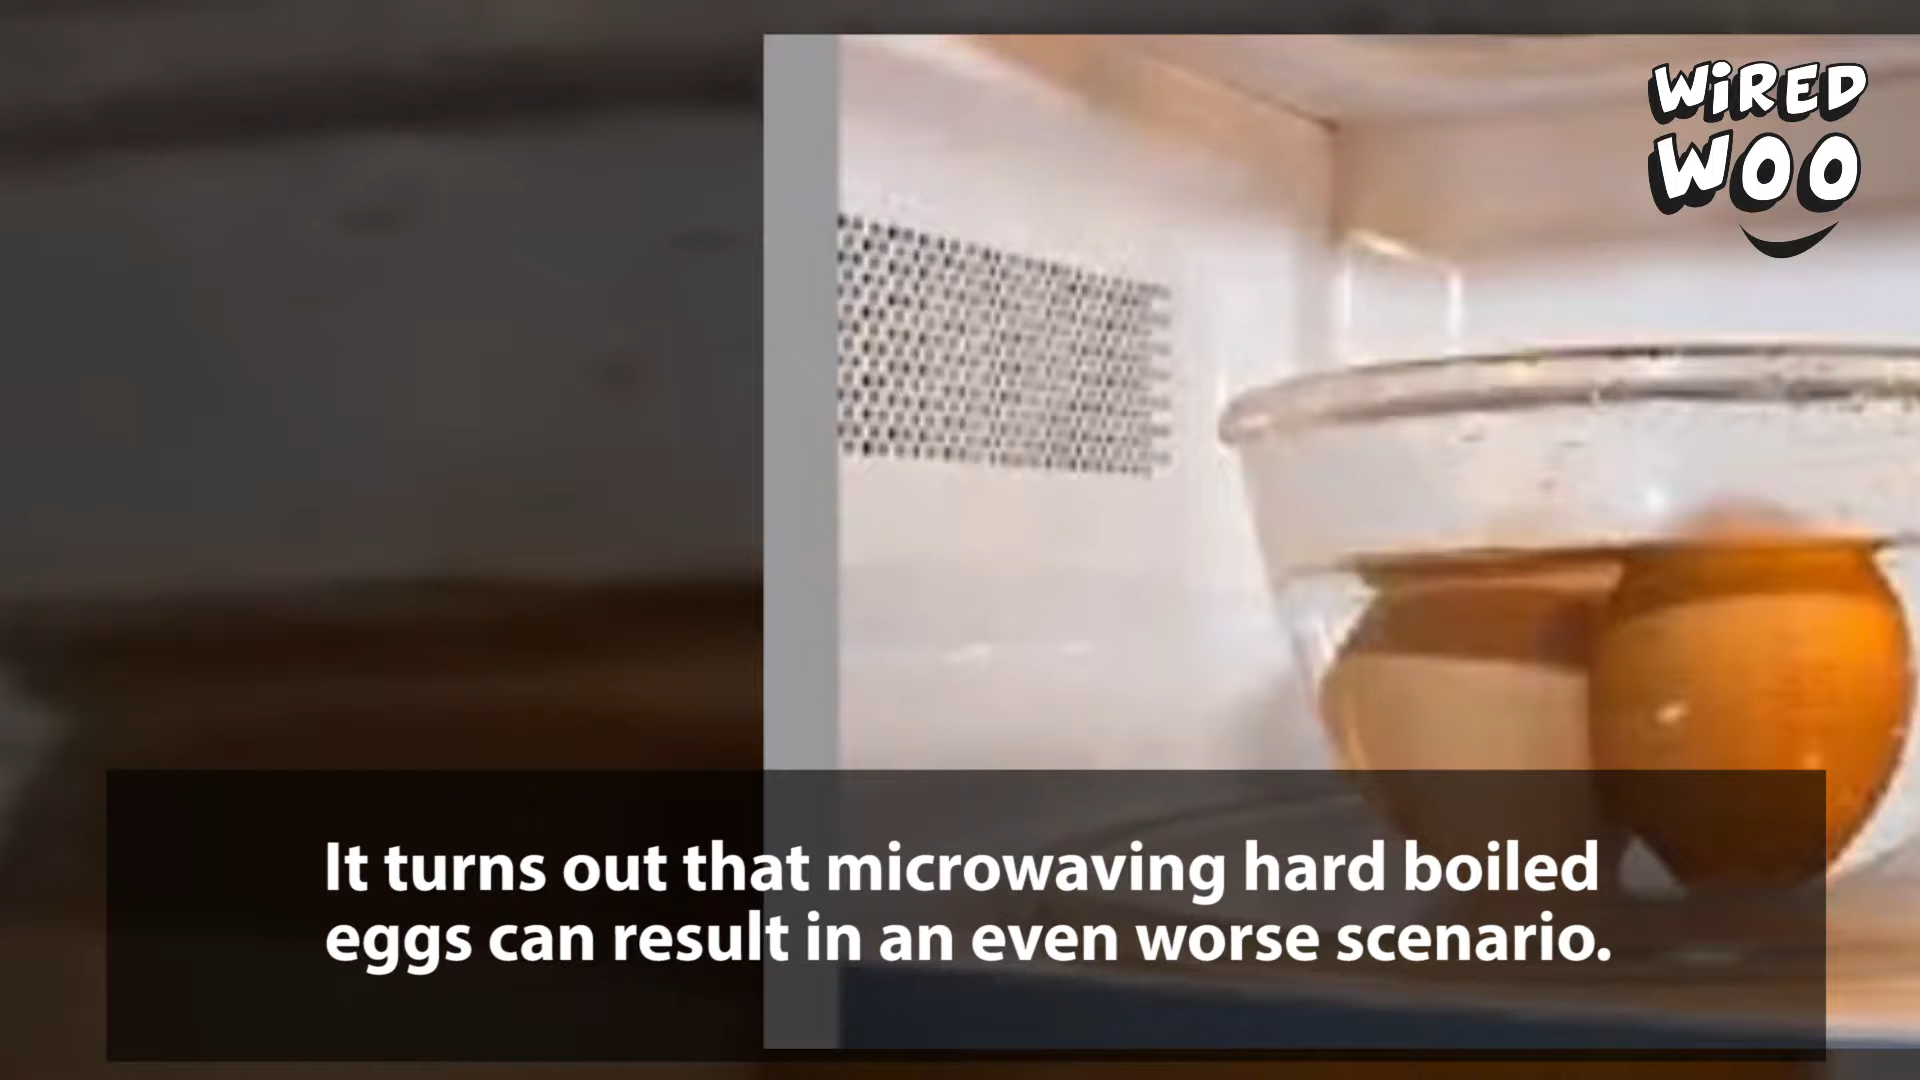 WiRED
WOO
It turns out that microwaving hard boiled
eggs can result in an even worse scenario.